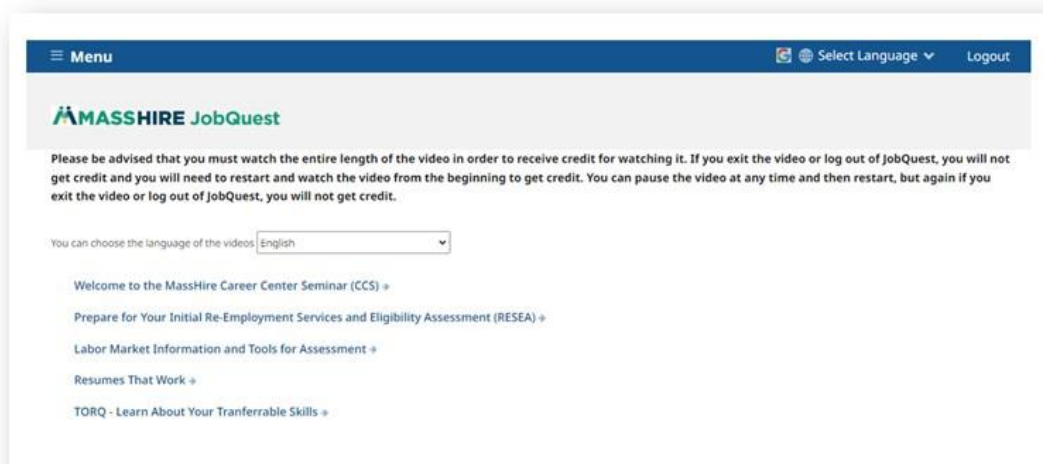 Menu
Select Language
Logout
MASSHIRE JobQuest
Please be advised that you must watch the entire length of the video in order to receive credit for watching it. If you exit the video or log out of JobQuest, you will not
get credit and you will need to restart and watch the video from the beginning to get credit. You can pause the video at any time and then restart, but again if you
exit the video or log out of JobQuest, you will not get credit.
You can choose the language of the videos English
Welcome to the MassHire Career Center Seminar (CCS)
Prepare for Your Initial Re-Employment Services and Eligibility Assessment (RESEA)
Labor Market Information and Tools for Assessment
Resumes That Work
TORQ - Learn About Your Tranferrable Skills